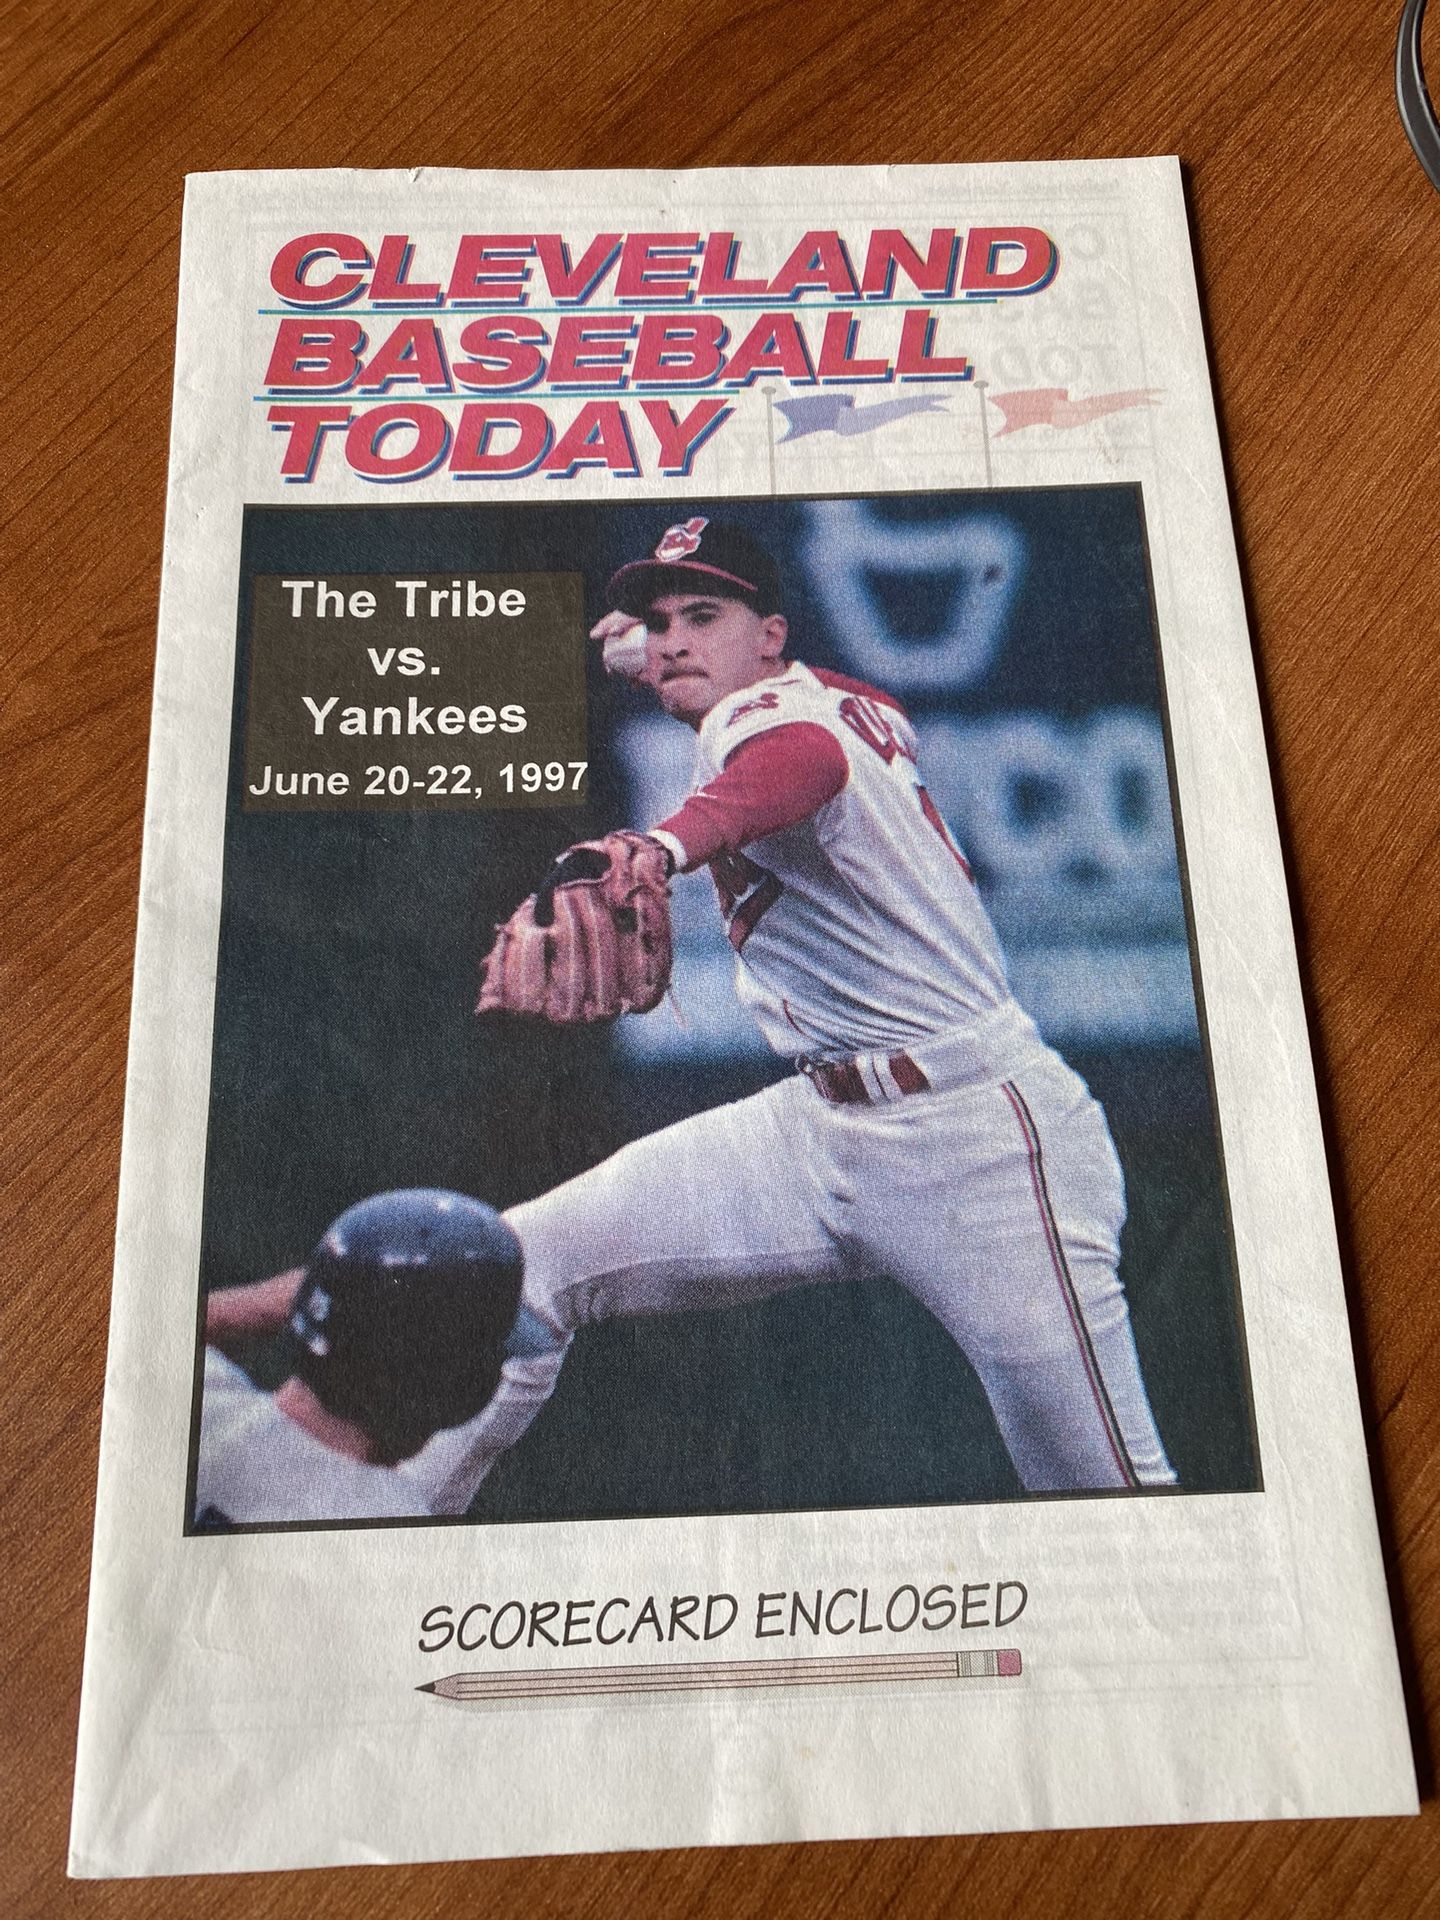 CLEVELAND
BASEBALL
TODAY
The Tribe
vs.
Yankees
June 20-22, 1997
SCORECARD ENCLOSED